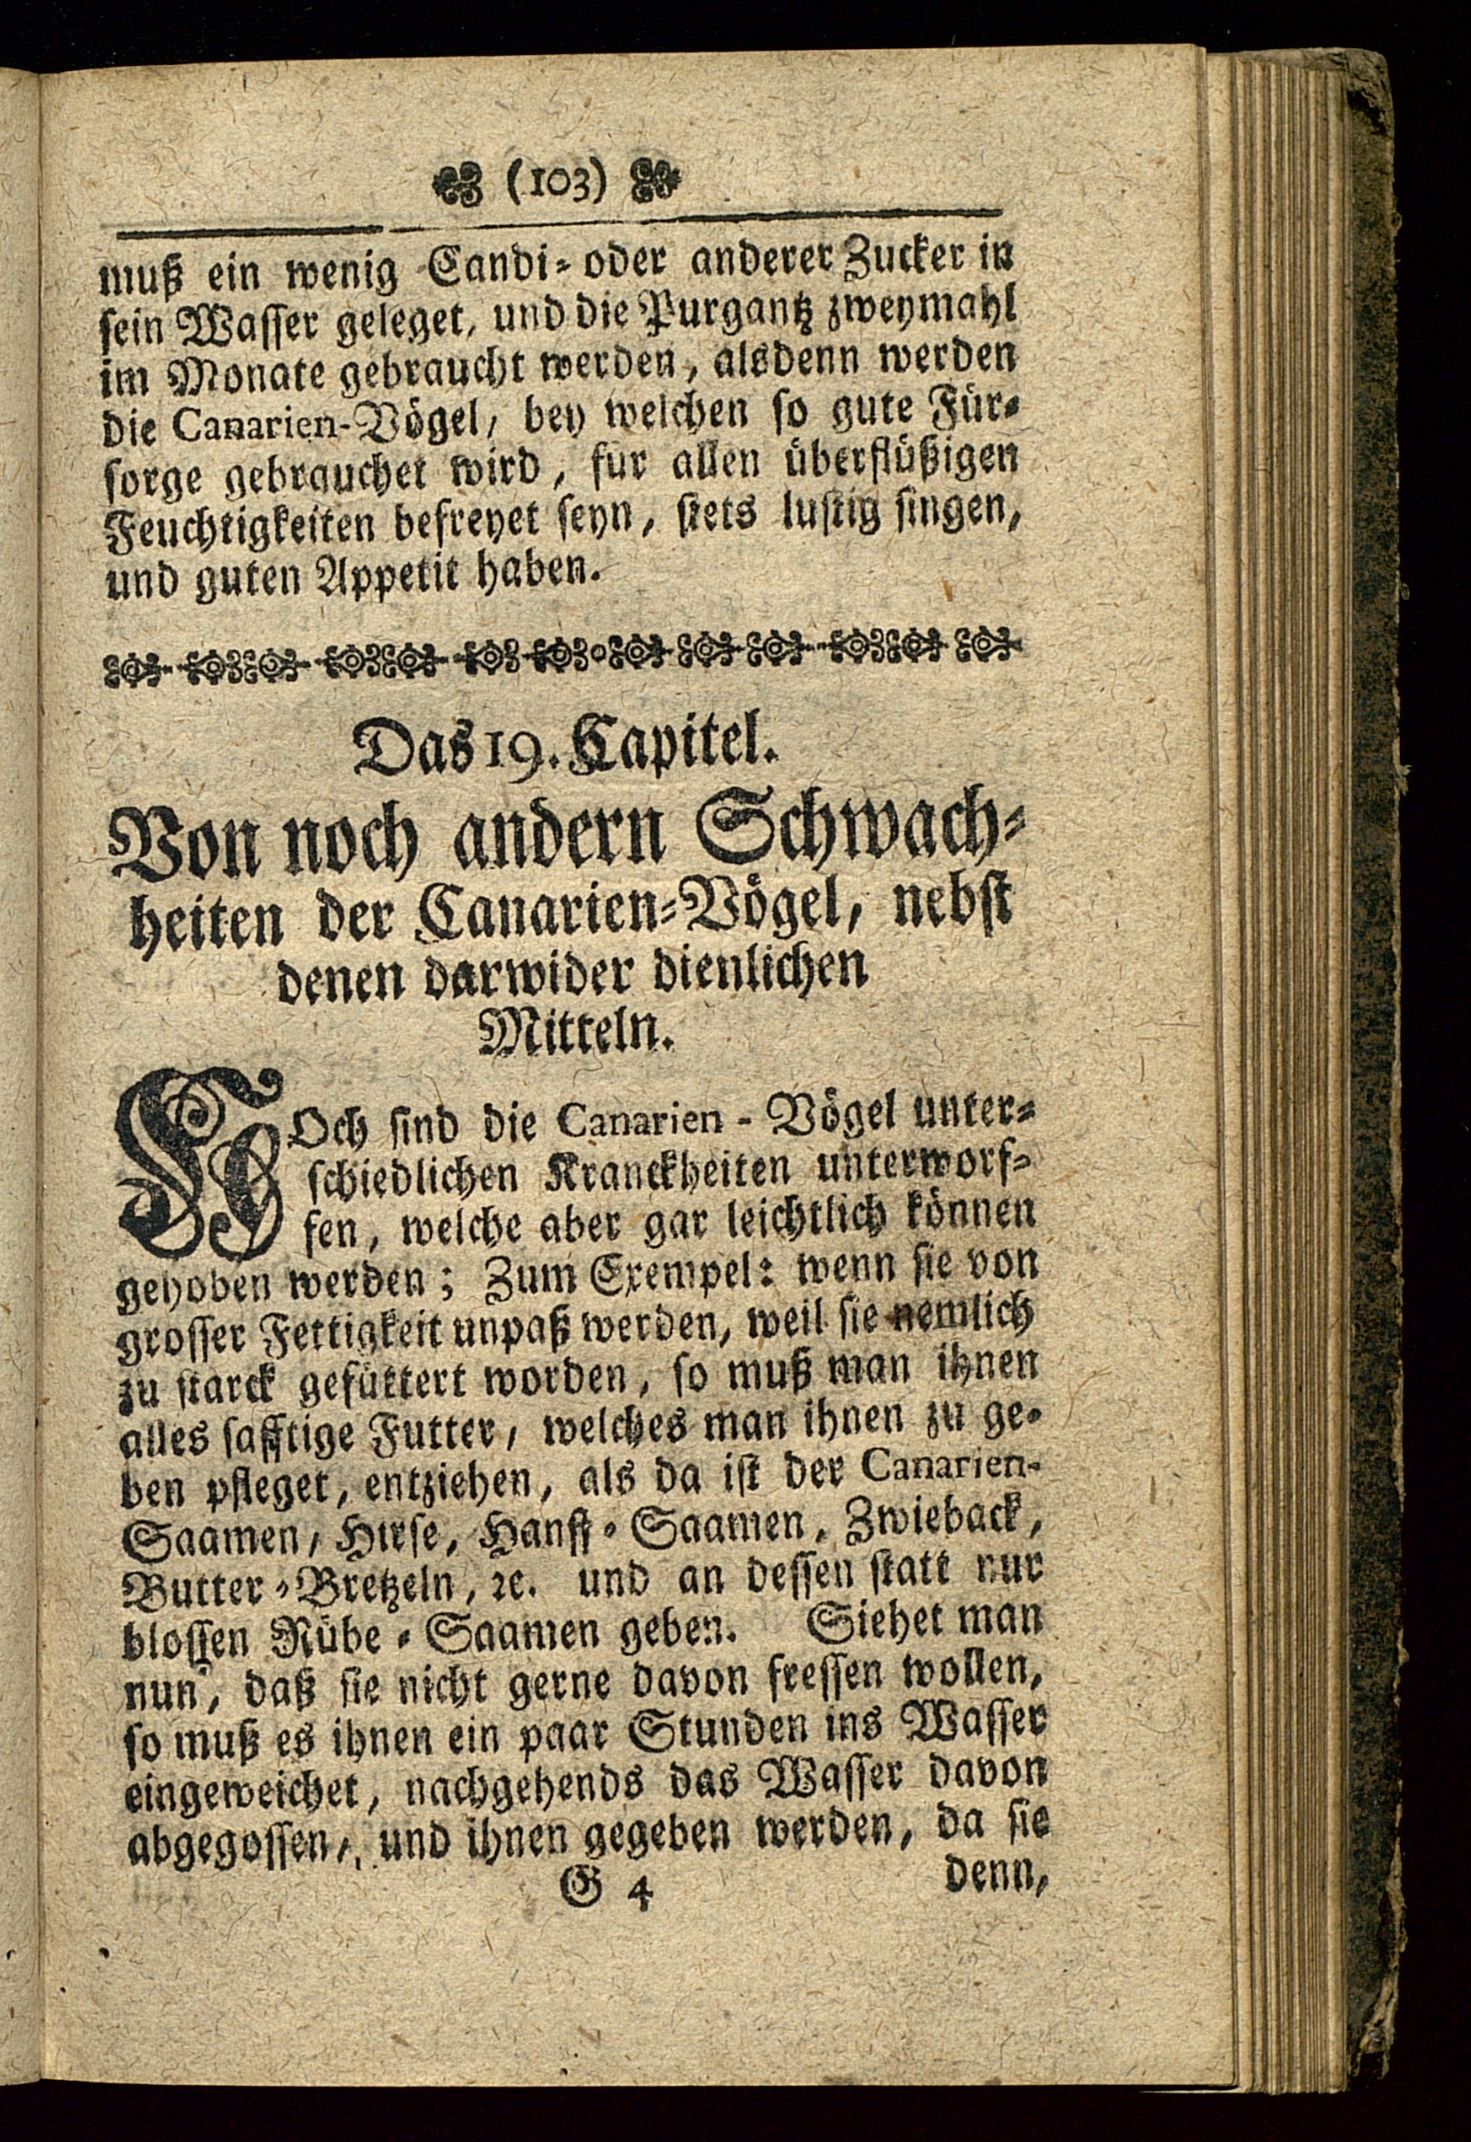 (103)
muß ein wenig Candi- oder anderer Zucker in
sein Wasser geleget, und die Purgantz zweymahl
im Monate gebraucht werden, alsdenn werden
die Canarien-Vögel, bey welchen so gute Für-
sorge gebrauchet wird, für allen überflüßigen
Feuchtigkeiten befreyet seyn, stets lustig singen,
und guten Appetit haben.
Das 19. Kapitel.
Von noch andern Schwach-
heiten der Canarien-Vögel, nebst
denen darwider dienlichen
Mitteln.
NOch sind die Canarien-Vögel unter-
schiedlichen Kranckheiten unterworf-
fen, welche aber gar leichtlich können
gehoben werden; Zum Exempel: wenn sie von
grosser Fettigkeit unpaß werden, weil sie nemlich
zu starck gefüttert worden, so muß man ihnen
alles safftige Futter, welches man ihnen zu ge-
ben pfleget, entziehen, als da ist der Canarien-
Saamen, Hirse, Hanff-Saamen, Zwieback,
Butter-Bretzeln, ꝛc. und an dessen statt nur
blossen Rübe-Saamen geben. Siehet man
nun, daß sie nicht gerne davon fressen wollen,
so muß es ihnen ein paar Stunden ins Wasser
eingeweichet, nachgehends das Wasser davon
abgegossen, und ihnen gegeben werden, da sie
G 4 denn,